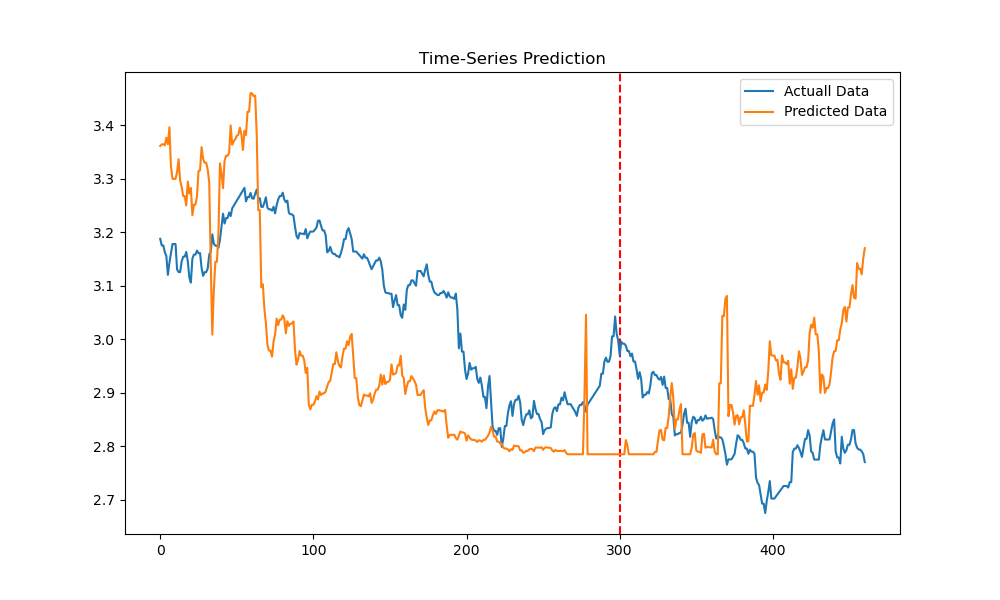 Time-Series Prediction
Actuall Data
Predicted Data
3.4
3.3
3.2
3.1
3.0
2.9
2.8
2.7
0 100 200 300 400